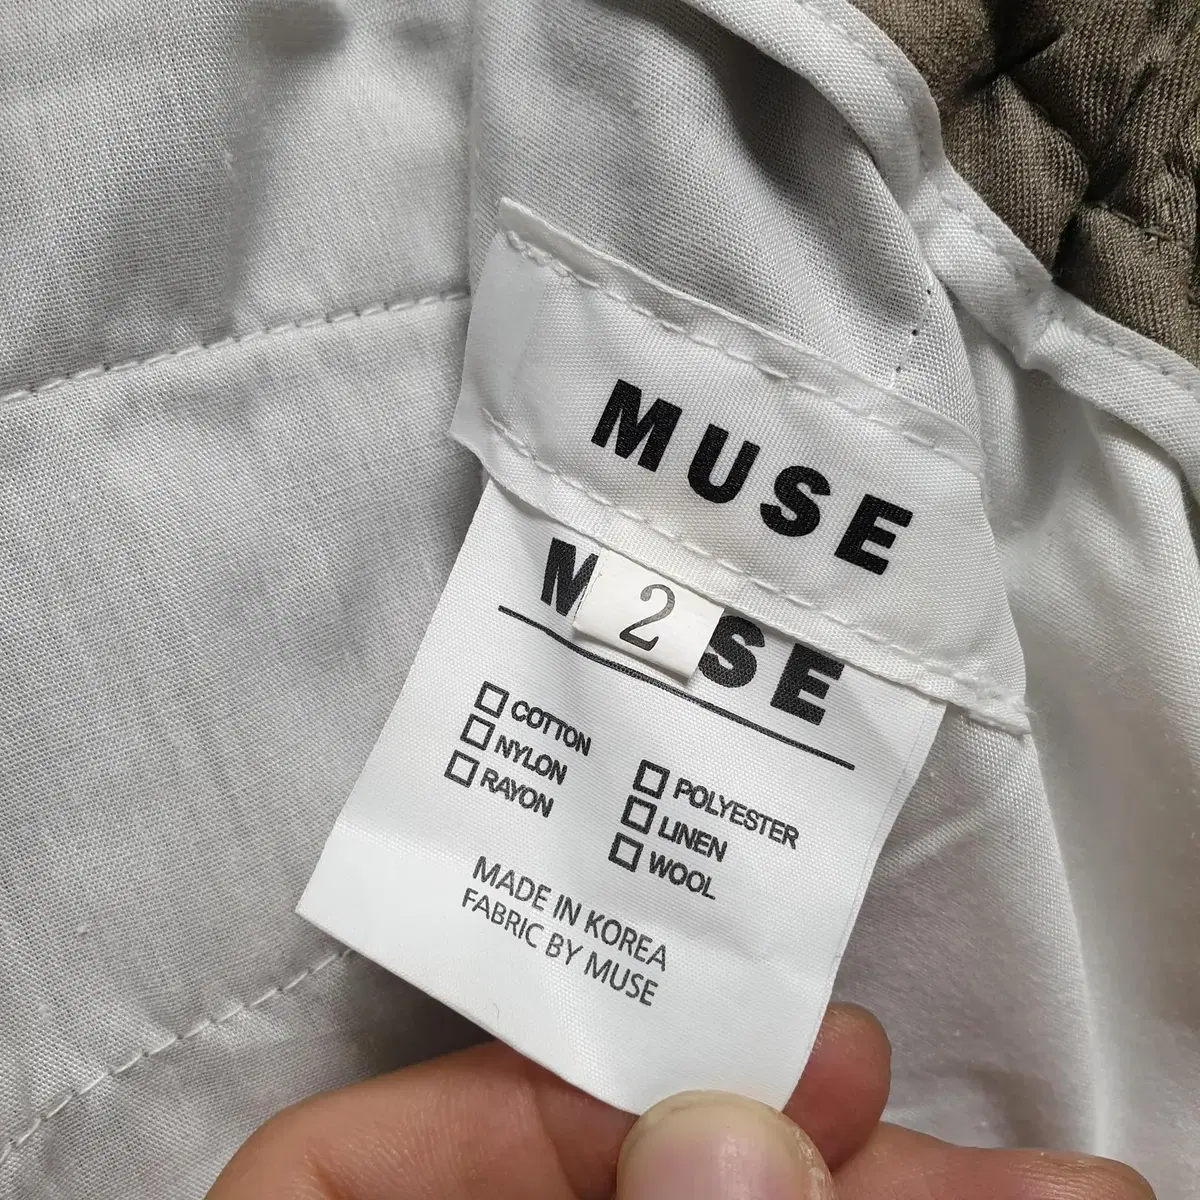 MUSE
M SE
2
COTTON
NYLON
RAYON
POLYESTER
LINEN
WOOL
MADE IN KOREA
FABRIC BY MUSE